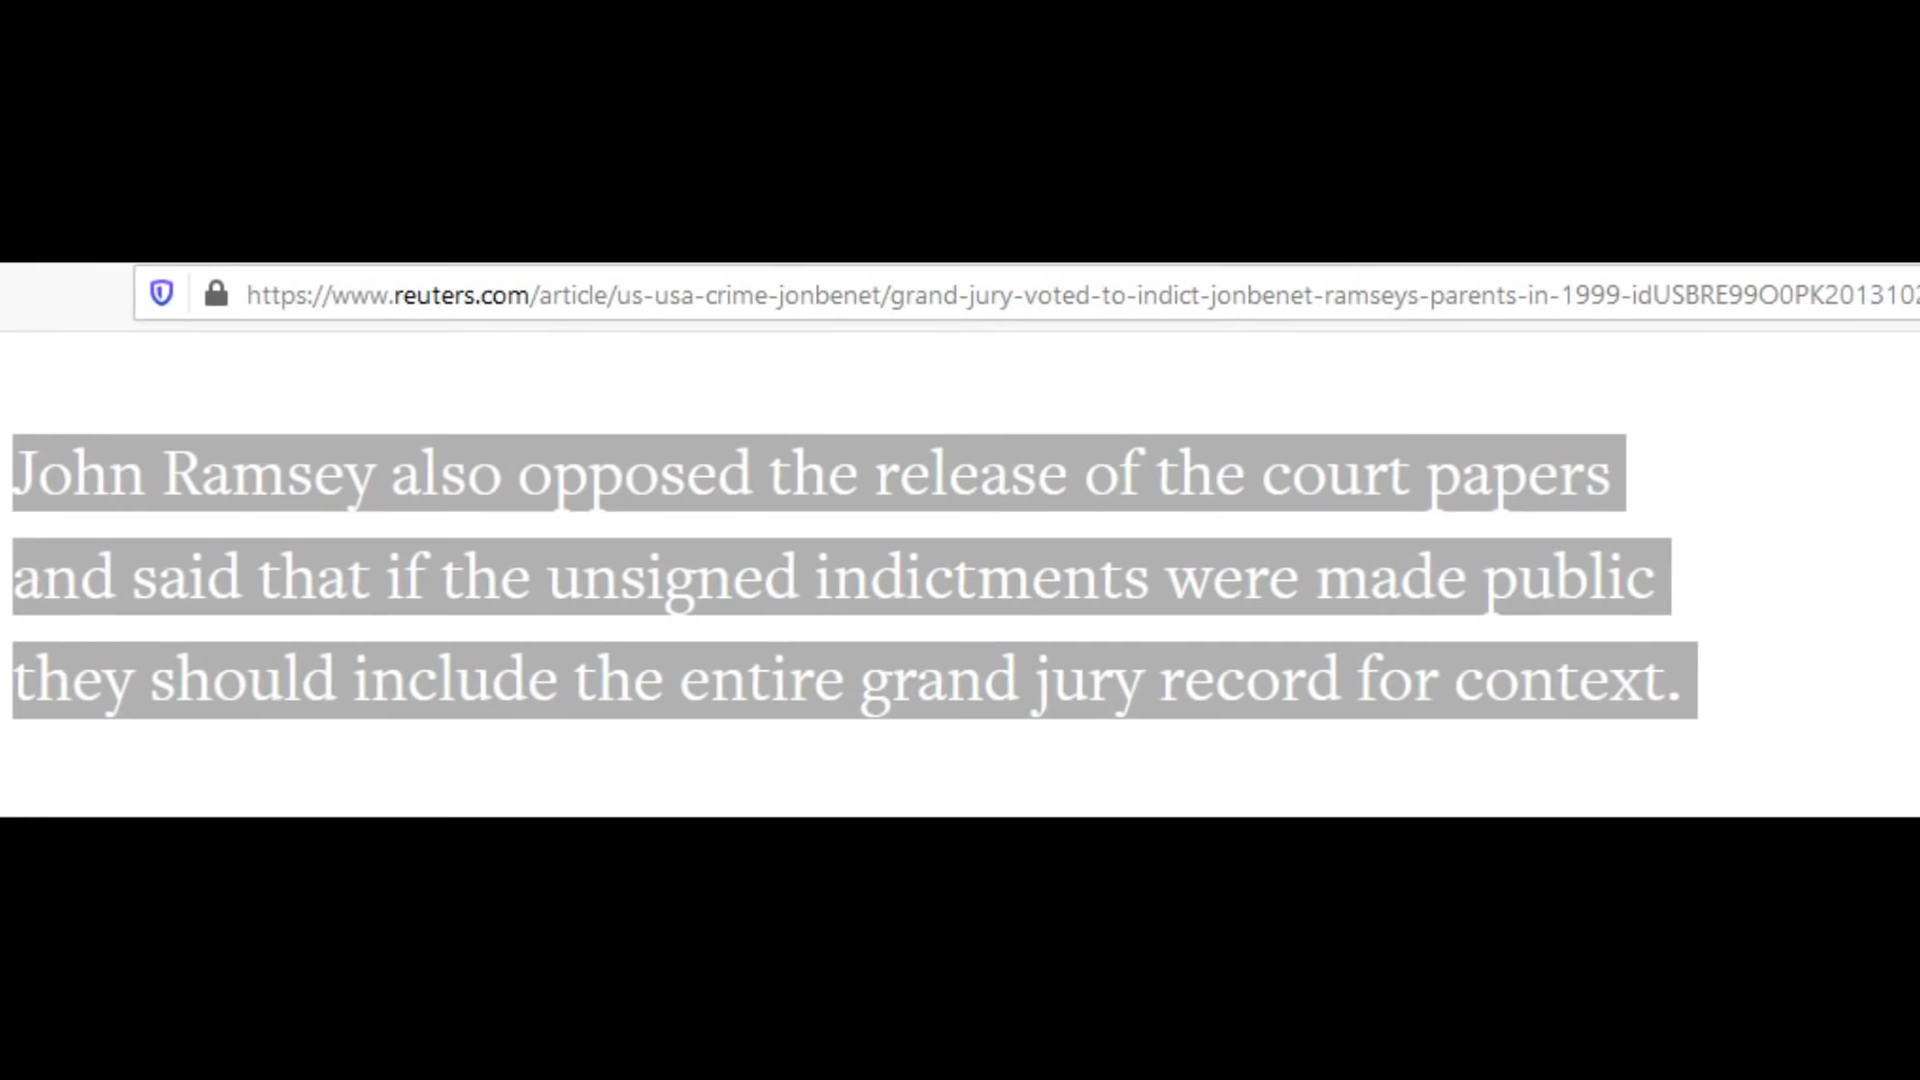 https://www.reuters.com/article/us-usa-crime-jonbenet/grand-jury-voted-to-indict-jonbenet-ramseys-parents-in-1999-idUSBRE99O0PK2013102
John Ramsey also opposed the release of the court papers
and said that if the unsigned indictments were made public
they should include the entire grand jury record for context.